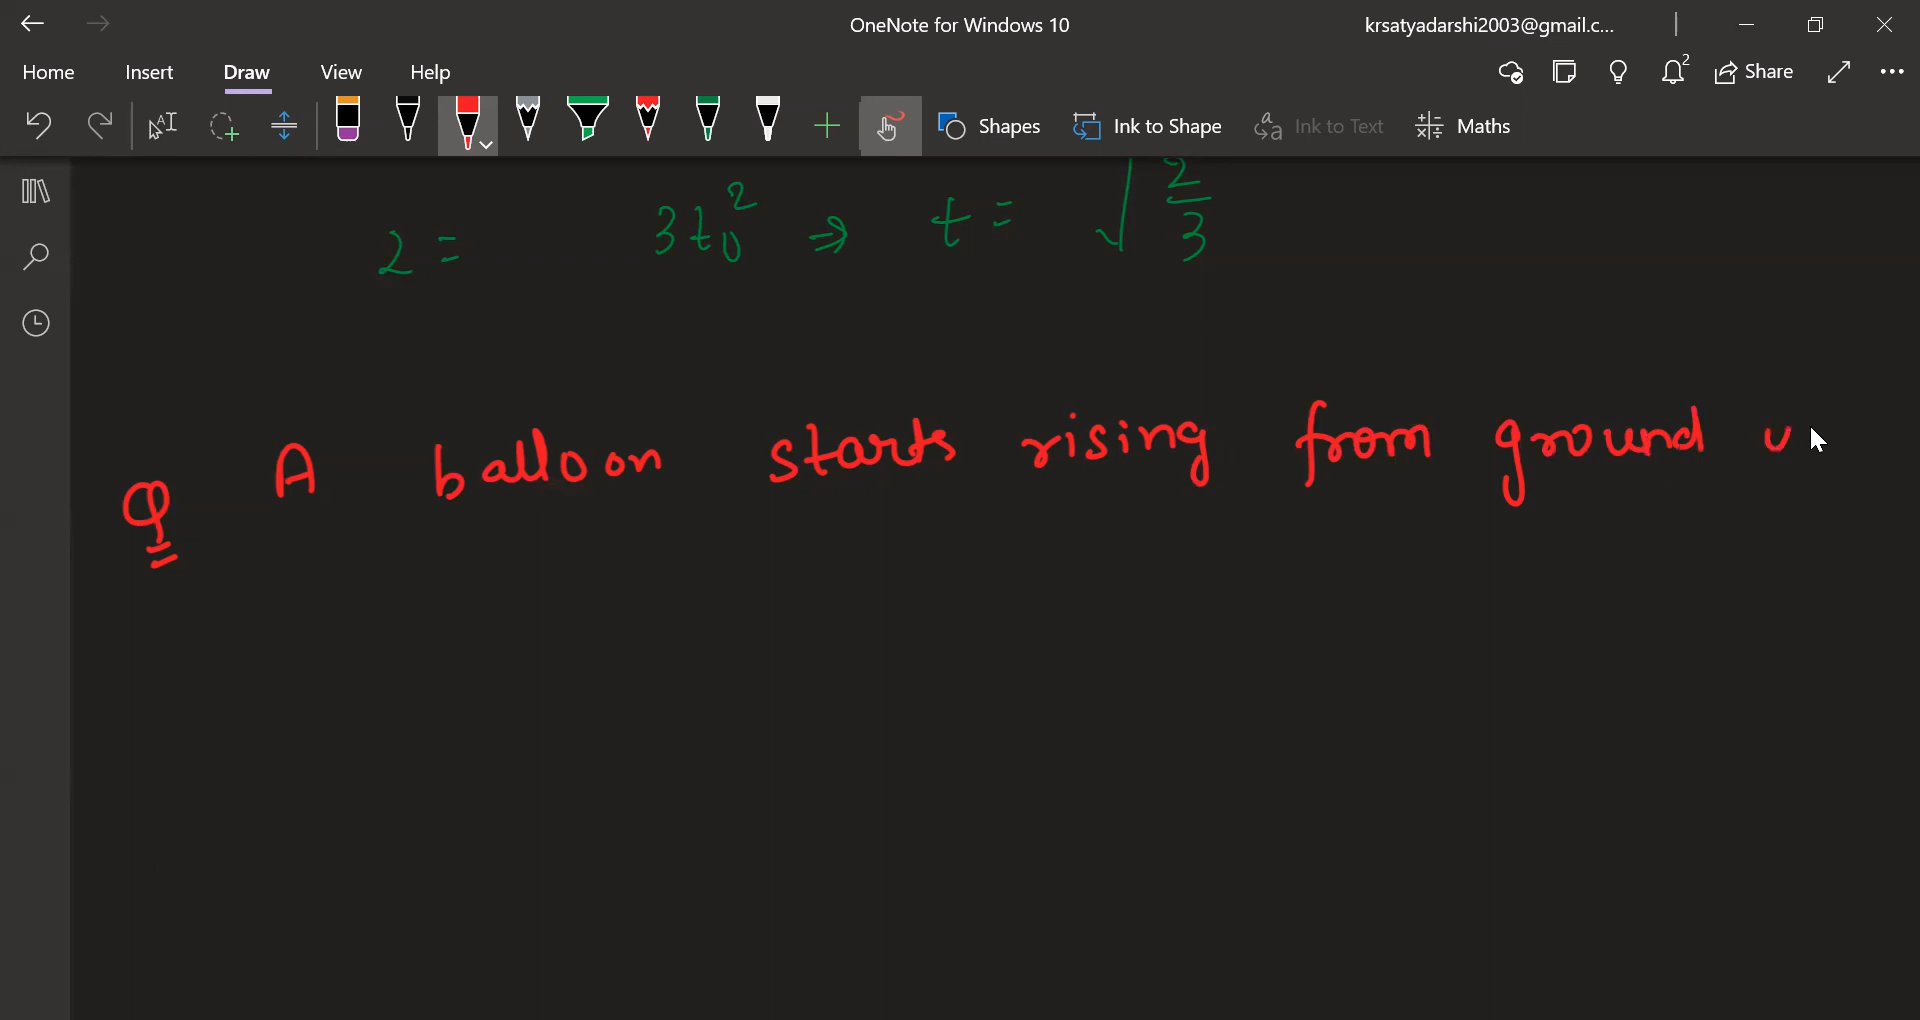 OneNote for Windows 10
krsatyadarshi2003@gmail.c...
Home Insert Draw View Help
2 Share
Shapes Ink to Shape Ink to Text Maths
2 = 3t₀² ⇒ t = √2/3
Q A balloon starts rising from ground